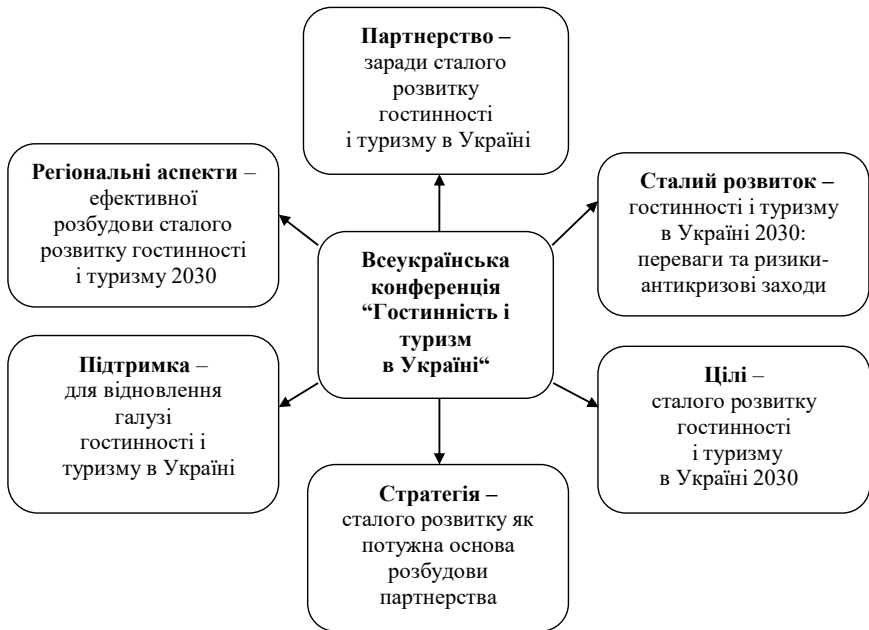 Партнерство –
заради сталого
розвитку
гостинності
і туризму в Україні
Регіональні аспекти –
ефективної
розбудови сталого
розвитку гостинності
і туризму 2030
Сталий розвиток –
гостинності і туризму
в Україні 2030:
переваги та ризики-
антикризові заходи
Всеукраїнська
конференція
“Гостинність і
туризм
в Україні“
Підтримка –
для відновлення
галузі
гостинності і
туризму в Україні
Цілі –
сталого розвитку
гостинності
і туризму
в Україні 2030
Стратегія –
сталого розвитку як
потужна основа
розбудови
партнерства